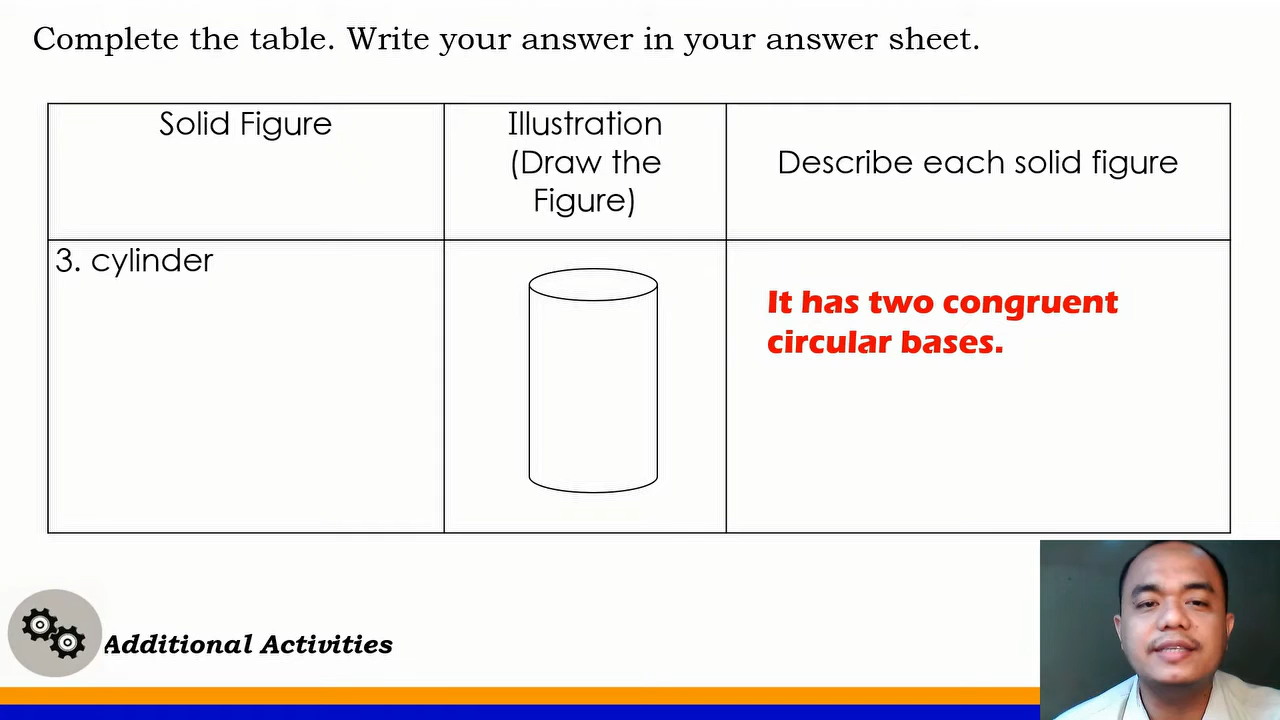 Complete the table. Write your answer in your answer sheet.
Solid Figure
Illustration
(Draw the
Figure)
Describe each solid figure
3. cylinder
It has two congruent
circular bases.
Additional Activities